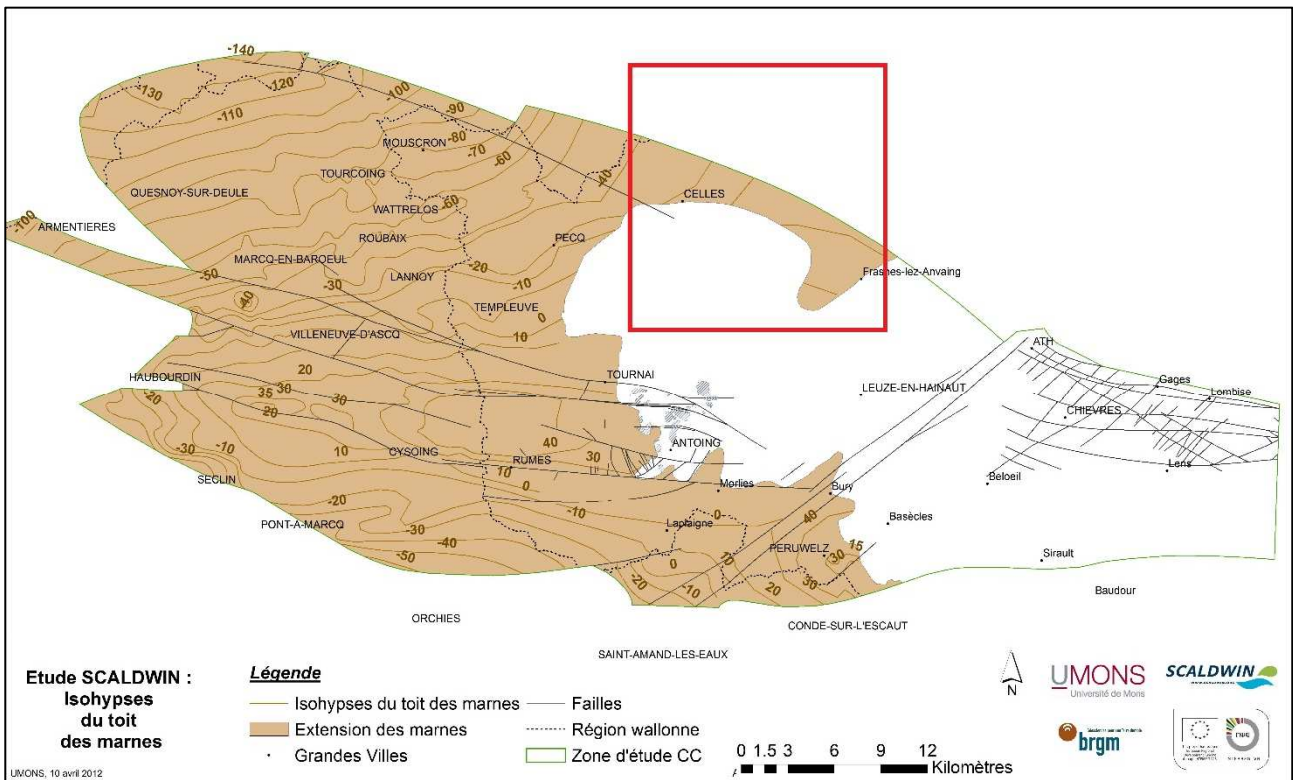 -140
-130
-120
-110
-100
-90
-80
-70
-60
-40
MOUSCRON
TOURCOING
QUESNOY-SUR-DEULE
WATTRELOS
-60
CELLES
-100
ARMENTIERES
ROUBAIX
PECQ
MARCQ-EN-BAROEUL
-50
LANNOY
-20
-30
-10
-40
TEMPLEUVE
0
10
Frasnes-lez-Anvaing
VILLENEUVE-D'ASCQ
ATH
HAUBOURDIN
20
TOURNAI
LEUZE-EN-HAINAUT
Gages
Lombise
-20
35
30
30
20
CHIEVRES
-10
-30
10
CYSOING
40
30
ANTOING
RUMES
10
0
SECLIN
Morlies
Bury
Beloeil
Lens
-20
-10
0
40
PONT-A-MARCQ
-30
-40
Laplaigne
Basècles
-50
0
10
PERUWELZ
15
30
Sirault
-20
-10
20
30
Baudour
ORCHIES
CONDE-SUR-L'ESCAUT
SAINT-AMAND-LES-EAUX
Etude SCALDWIN :
Isohypses
du toit
des marnes
Légende
Isohypses du toit des marnes
Failles
Extension des marnes
Région wallonne
Grandes Villes
Zone d'étude CC
N
0 1.5 3 6 9 12
Kilomètres
UMONS
Université de Mons
SCALDWIN
brgm
UMONS, 10 avril 2012